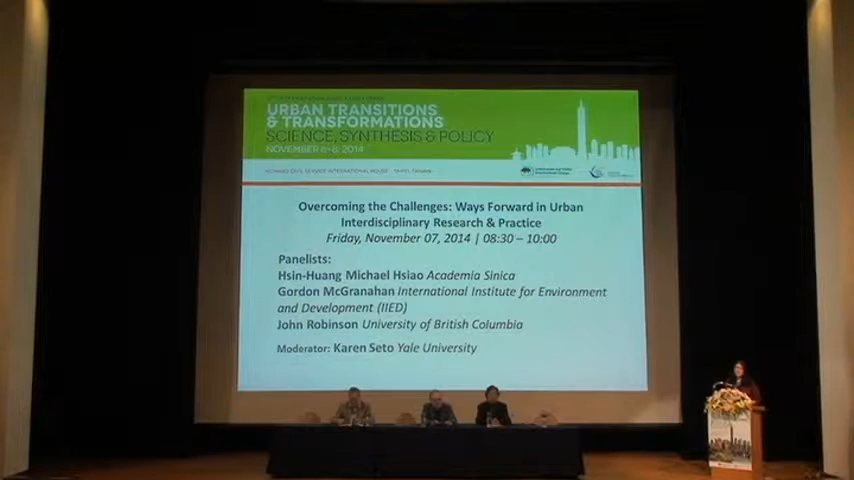 URBAN TRANSITIONS
& TRANSFORMATIONS
SCIENCE, SYNTHESIS & POLICY
NOVEMBER 6-8, 2014
Overcoming the Challenges: Ways Forward in Urban
Interdisciplinary Research & Practice
Friday, November 07, 2014 | 08:30 – 10:00
Panelists:
Hsin-Huang Michael Hsiao Academia Sinica
Gordon McGranahan International Institute for Environment
and Development (IIED)
John Robinson University of British Columbia
Moderator: Karen Seto Yale University